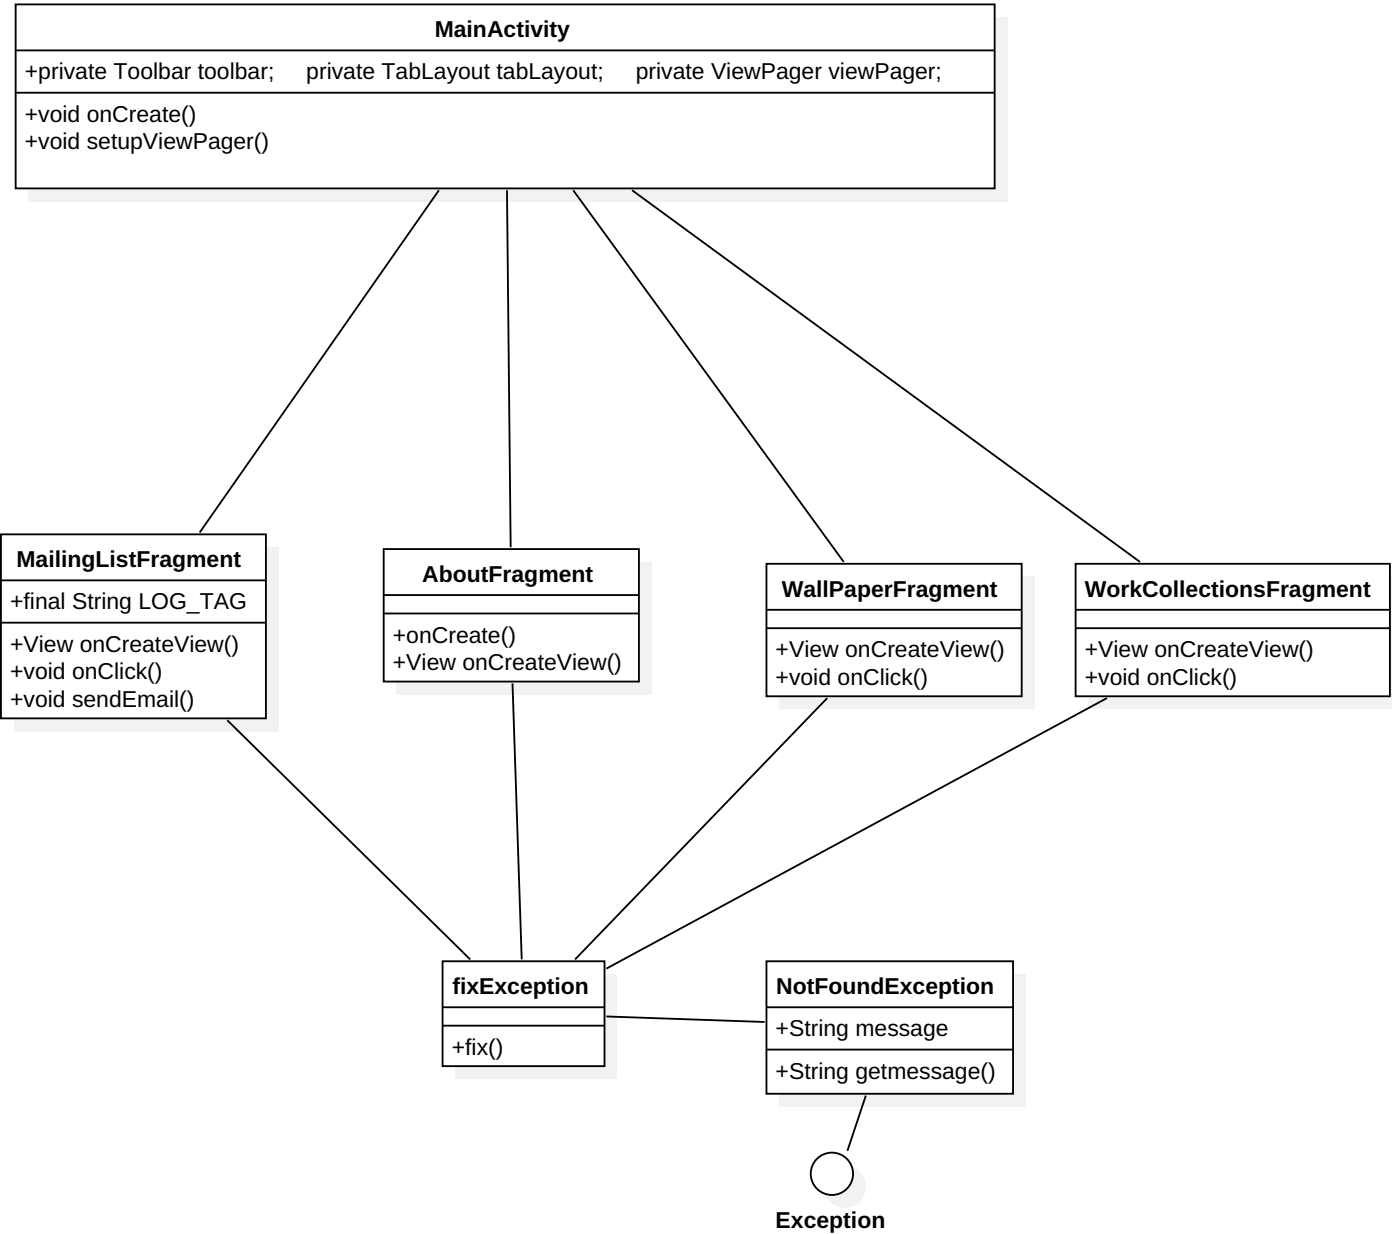 MainActivity
+private Toolbar toolbar;     private TabLayout tabLayout;     private ViewPager viewPager;
+void onCreate()
+void setupViewPager()
MailingListFragment
+final String LOG_TAG
+View onCreateView()
+void onClick()
+void sendEmail()
AboutFragment
+onCreate()
+View onCreateView()
WallPaperFragment
+View onCreateView()
+void onClick()
WorkCollectionsFragment
+View onCreateView()
+void onClick()
fixException
+fix()
NotFoundException
+String message
+String getmessage()
Exception